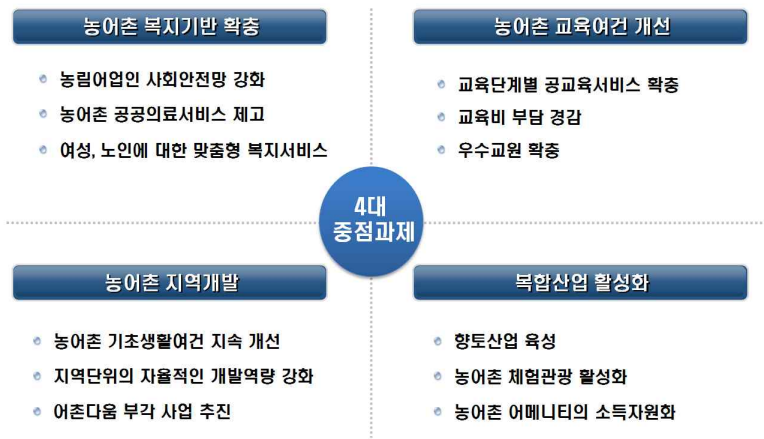 농어촌 복지기반 확충
농림어업인 사회안전망 강화
농어촌 공공의료서비스 제고
여성, 노인에 대한 맞춤형 복지서비스
농어촌 교육여건 개선
교육단계별 공교육서비스 확충
교육비 부담 경감
우수교원 확충
4대
중점과제
농어촌 지역개발
농어촌 기초생활여건 지속 개선
지역단위의 자율적인 개발역량 강화
어촌다움 부각 사업 추진
복합산업 활성화
향토산업 육성
농어촌 체험관광 활성화
농어촌 어메니티의 소득자원화